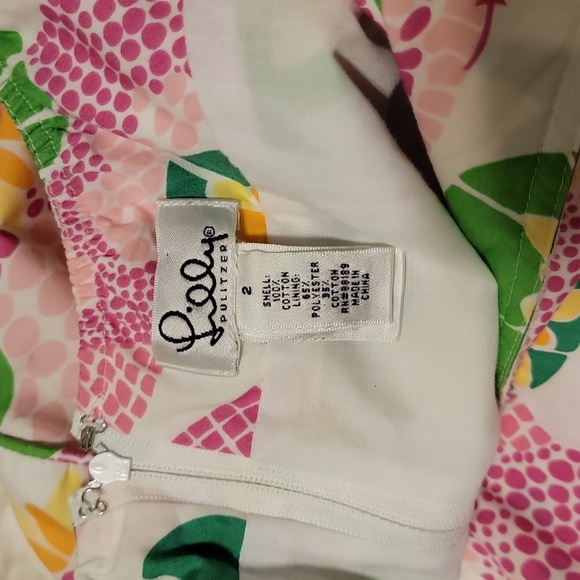 Lilly®
PULITZER
2
SHELL:
100%
COTTON
LINING:
65%
POLYESTER
35%
COTTON
RN#88189
MADE IN
CHINA